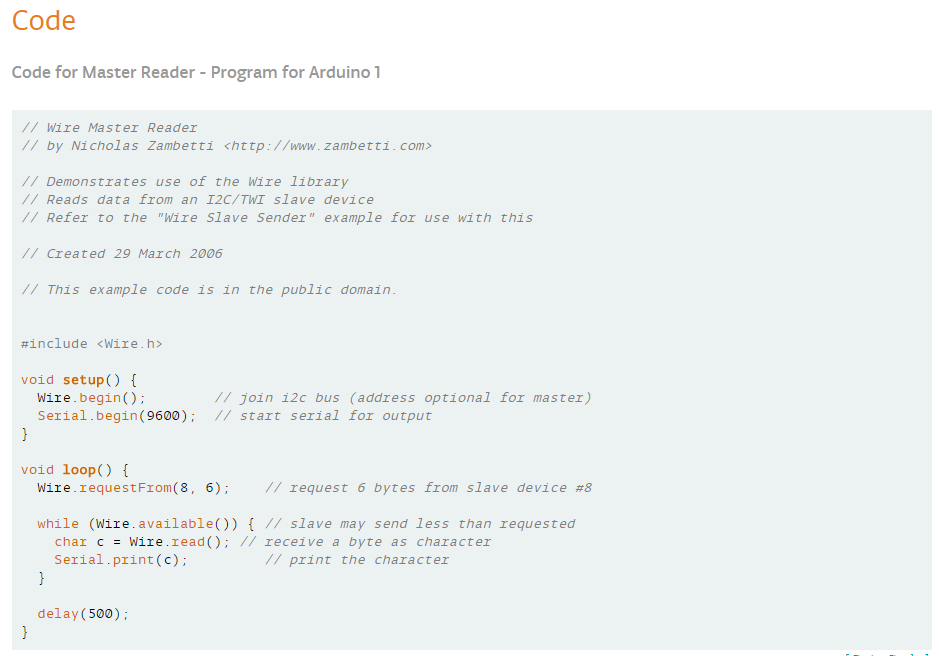 Code
Code for Master Reader - Program for Arduino 1
// Wire Master Reader
// by Nicholas Zambetti <http://www.zambetti.com>
// Demonstrates use of the Wire library
// Reads data from an I2C/TWI slave device
// Refer to the "Wire Slave Sender" example for use with this
// Created 29 March 2006
// This example code is in the public domain.
#include <Wire.h>
void setup() {
  Wire.begin();        // join i2c bus (address optional for master)
  Serial.begin(9600);  // start serial for output
}
void loop() {
  Wire.requestFrom(8, 6);    // request 6 bytes from slave device #8
  while (Wire.available()) { // slave may send less than requested
    char c = Wire.read(); // receive a byte as character
    Serial.print(c);         // print the character
  }
  delay(500);
}